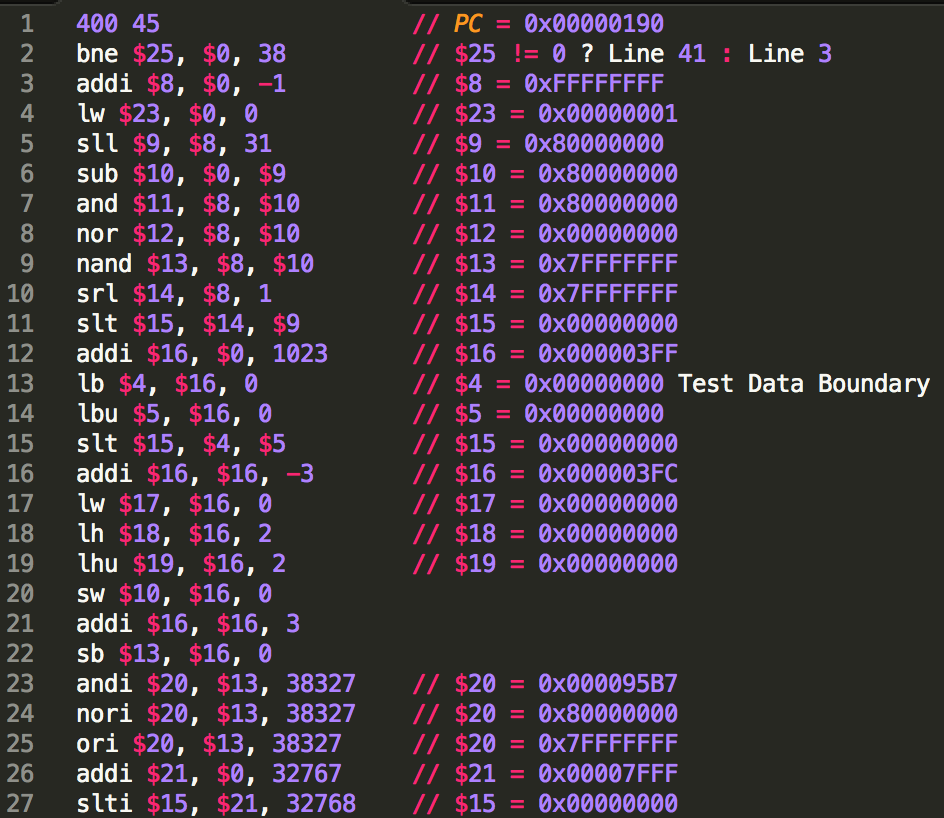 1 400 45 // PC = 0x00000190
2 bne $25, $0, 38 // $25 != 0 ? Line 41 : Line 3
3 addi $8, $0, -1 // $8 = 0xFFFFFFFF
4 lw $23, $0, 0 // $23 = 0x00000001
5 sll $9, $8, 31 // $9 = 0x80000000
6 sub $10, $0, $9 // $10 = 0x80000000
7 and $11, $8, $10 // $11 = 0x80000000
8 nor $12, $8, $10 // $12 = 0x00000000
9 nand $13, $8, $10 // $13 = 0x7FFFFFFF
10 srl $14, $8, 1 // $14 = 0x7FFFFFFF
11 slt $15, $14, $9 // $15 = 0x00000000
12 addi $16, $0, 1023 // $16 = 0x000003FF
13 lb $4, $16, 0 // $4 = 0x00000000 Test Data Boundary
14 lbu $5, $16, 0 // $5 = 0x00000000
15 slt $15, $4, $5 // $15 = 0x00000000
16 addi $16, $16, -3 // $16 = 0x000003FC
17 lw $17, $16, 0 // $17 = 0x00000000
18 lh $18, $16, 2 // $18 = 0x00000000
19 lhu $19, $16, 2 // $19 = 0x00000000
20 sw $10, $16, 0
21 addi $16, $16, 3
22 sb $13, $16, 0
23 andi $20, $13, 38327 // $20 = 0x000095B7
24 nori $20, $13, 38327 // $20 = 0x80000000
25 ori $20, $13, 38327 // $20 = 0x7FFFFFFF
26 addi $21, $0, 32767 // $21 = 0x00007FFF
27 slti $15, $21, 32768 // $15 = 0x00000000